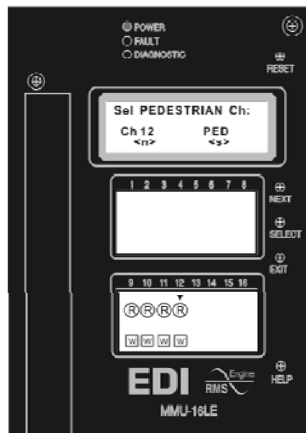 POWER
FAULT
DIAGNOSTIC
RESET
Sel PEDESTRIAN Ch:
Ch 12 PED
<n> <s>
1 2 3 4 5 6 7 8
NEXT
SELECT
EXIT
9 10 11 12 13 14 15 16
R R R R
W W W W
EDI
Engine
RMS
HELP
MMU-16LE